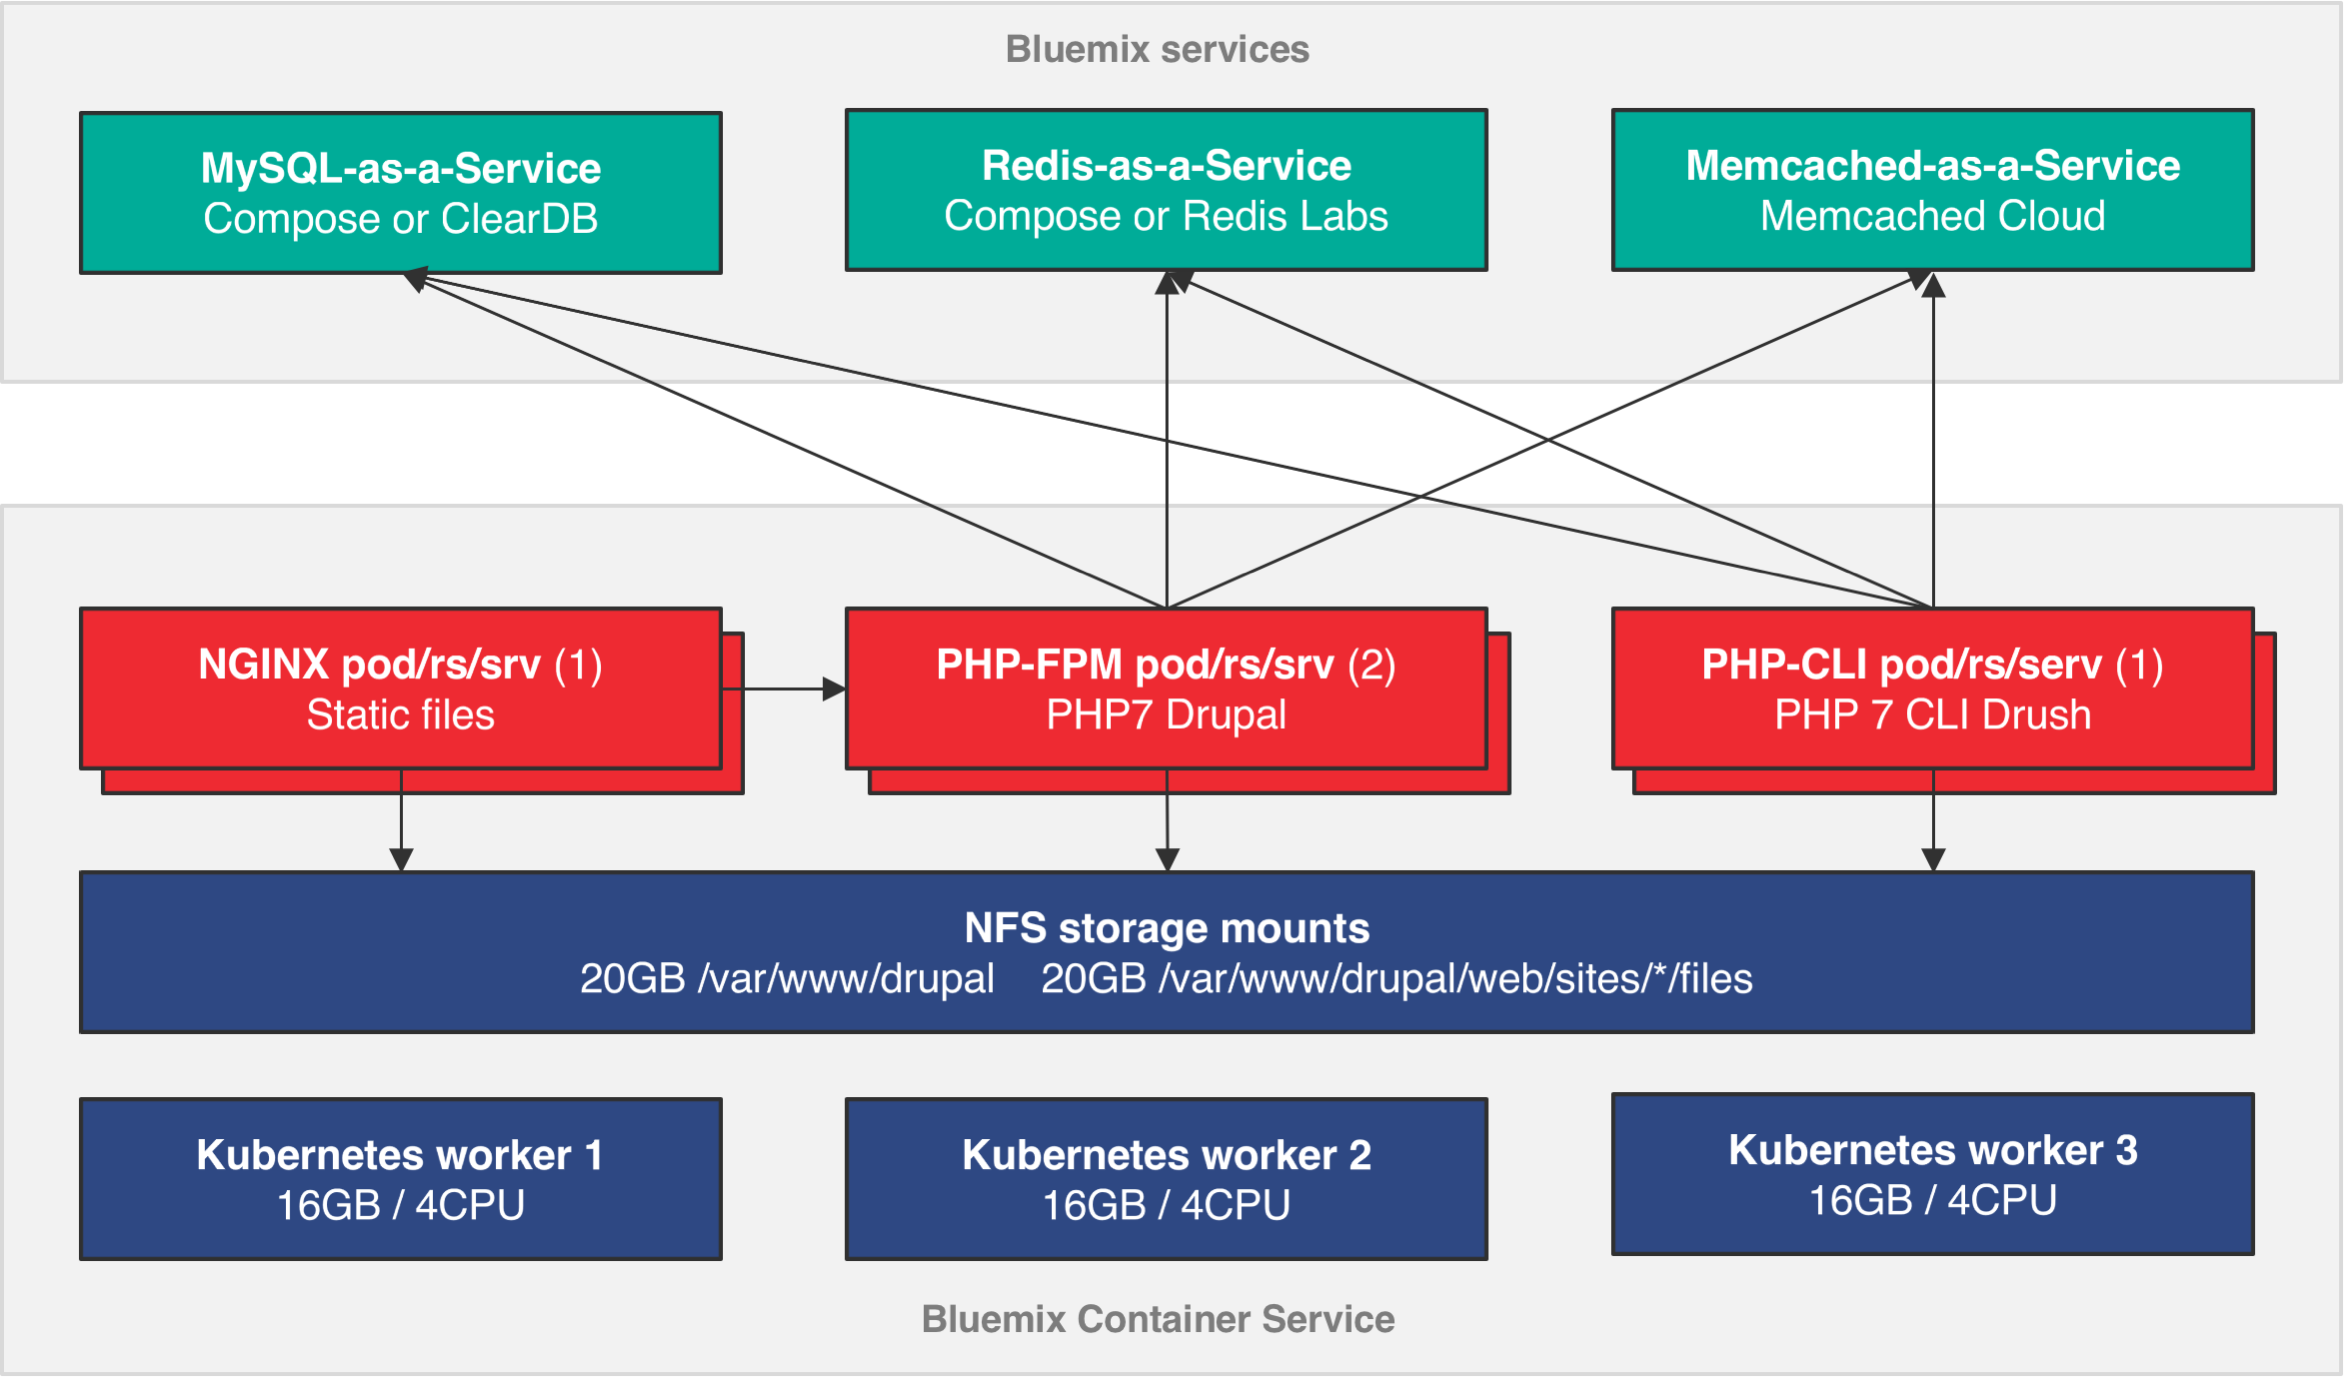 Bluemix services
MySQL-as-a-Service
Compose or ClearDB
Redis-as-a-Service
Compose or Redis Labs
Memcached-as-a-Service
Memcached Cloud
NGINX pod/rs/srv (1)
Static files
PHP-FPM pod/rs/srv (2)
PHP7 Drupal
PHP-CLI pod/rs/serv (1)
PHP 7 CLI Drush
NFS storage mounts
20GB /var/www/drupal    20GB /var/www/drupal/web/sites/*/files
Kubernetes worker 1
16GB / 4CPU
Kubernetes worker 2
16GB / 4CPU
Kubernetes worker 3
16GB / 4CPU
Bluemix Container Service